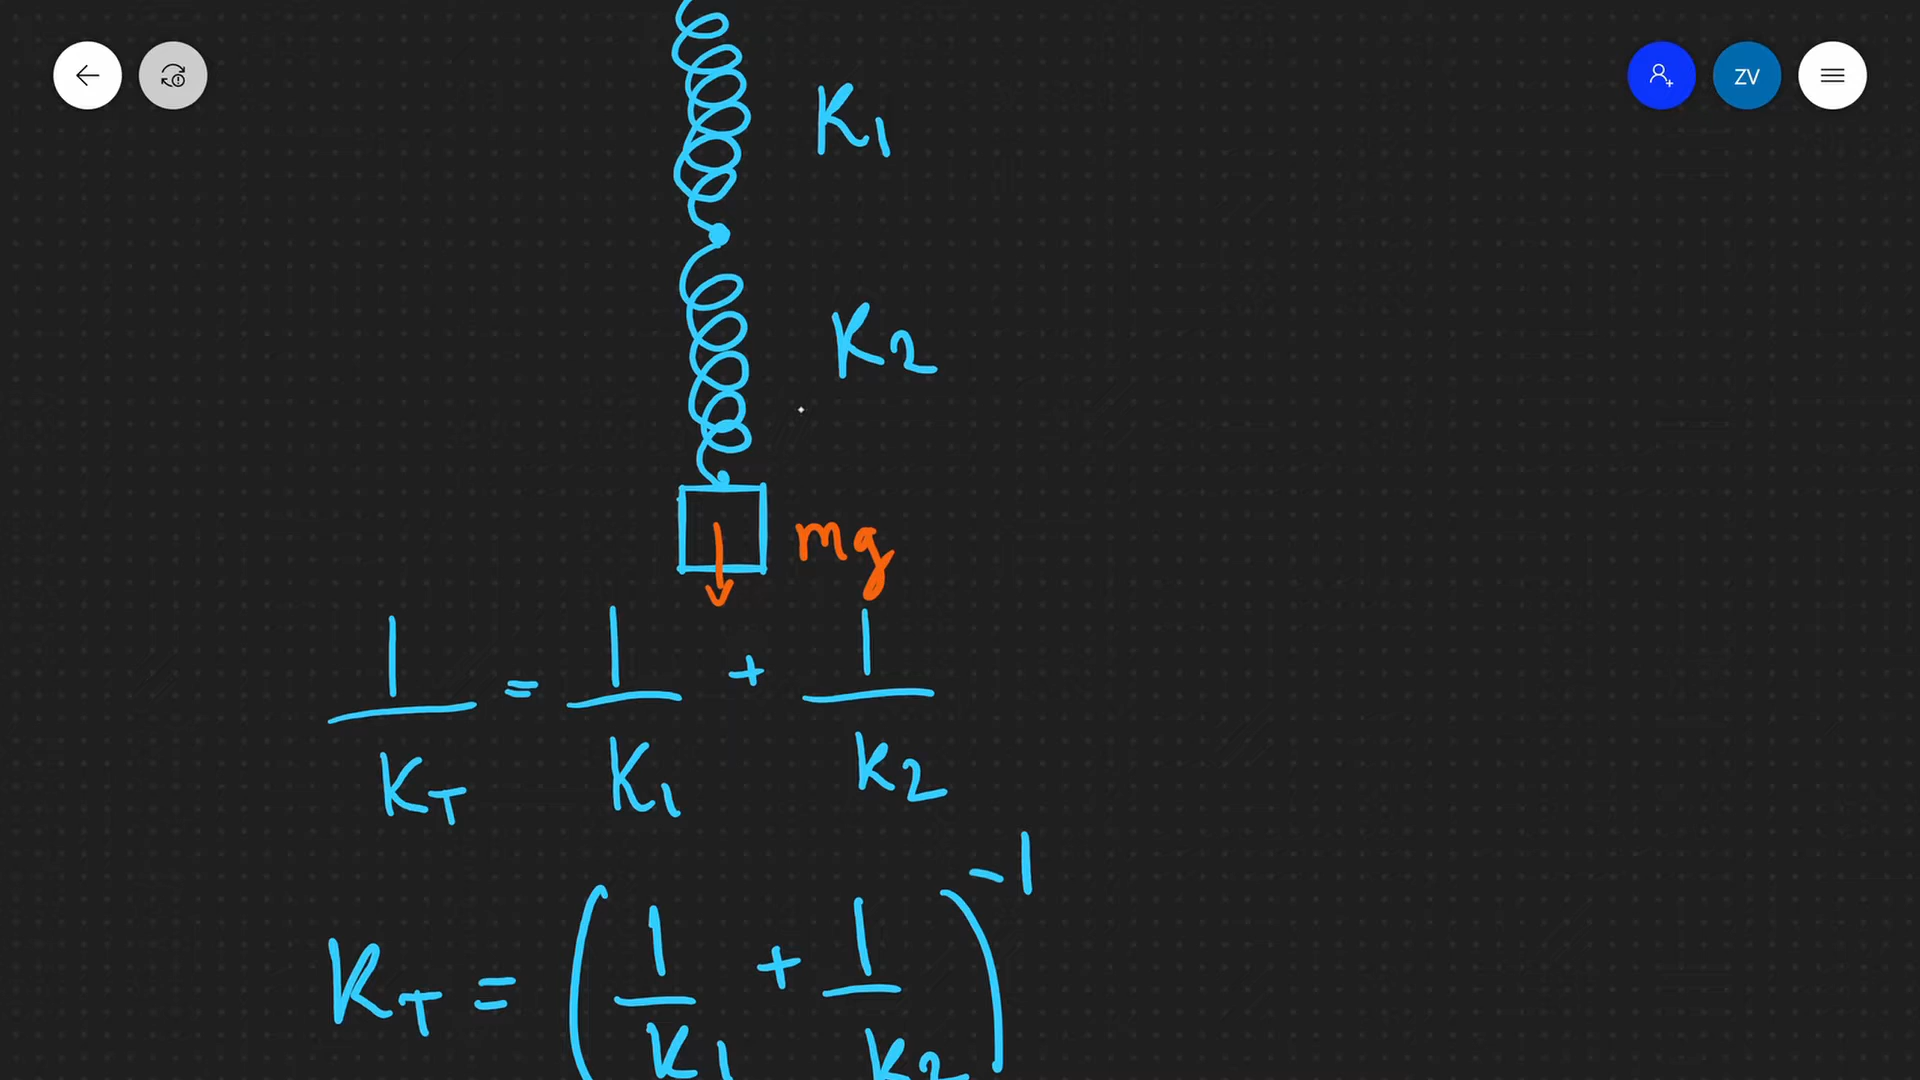 ZV
K1
K2
mg
1/KT = 1/K1 + 1/K2
KT = (1/K1 + 1/K2)^-1